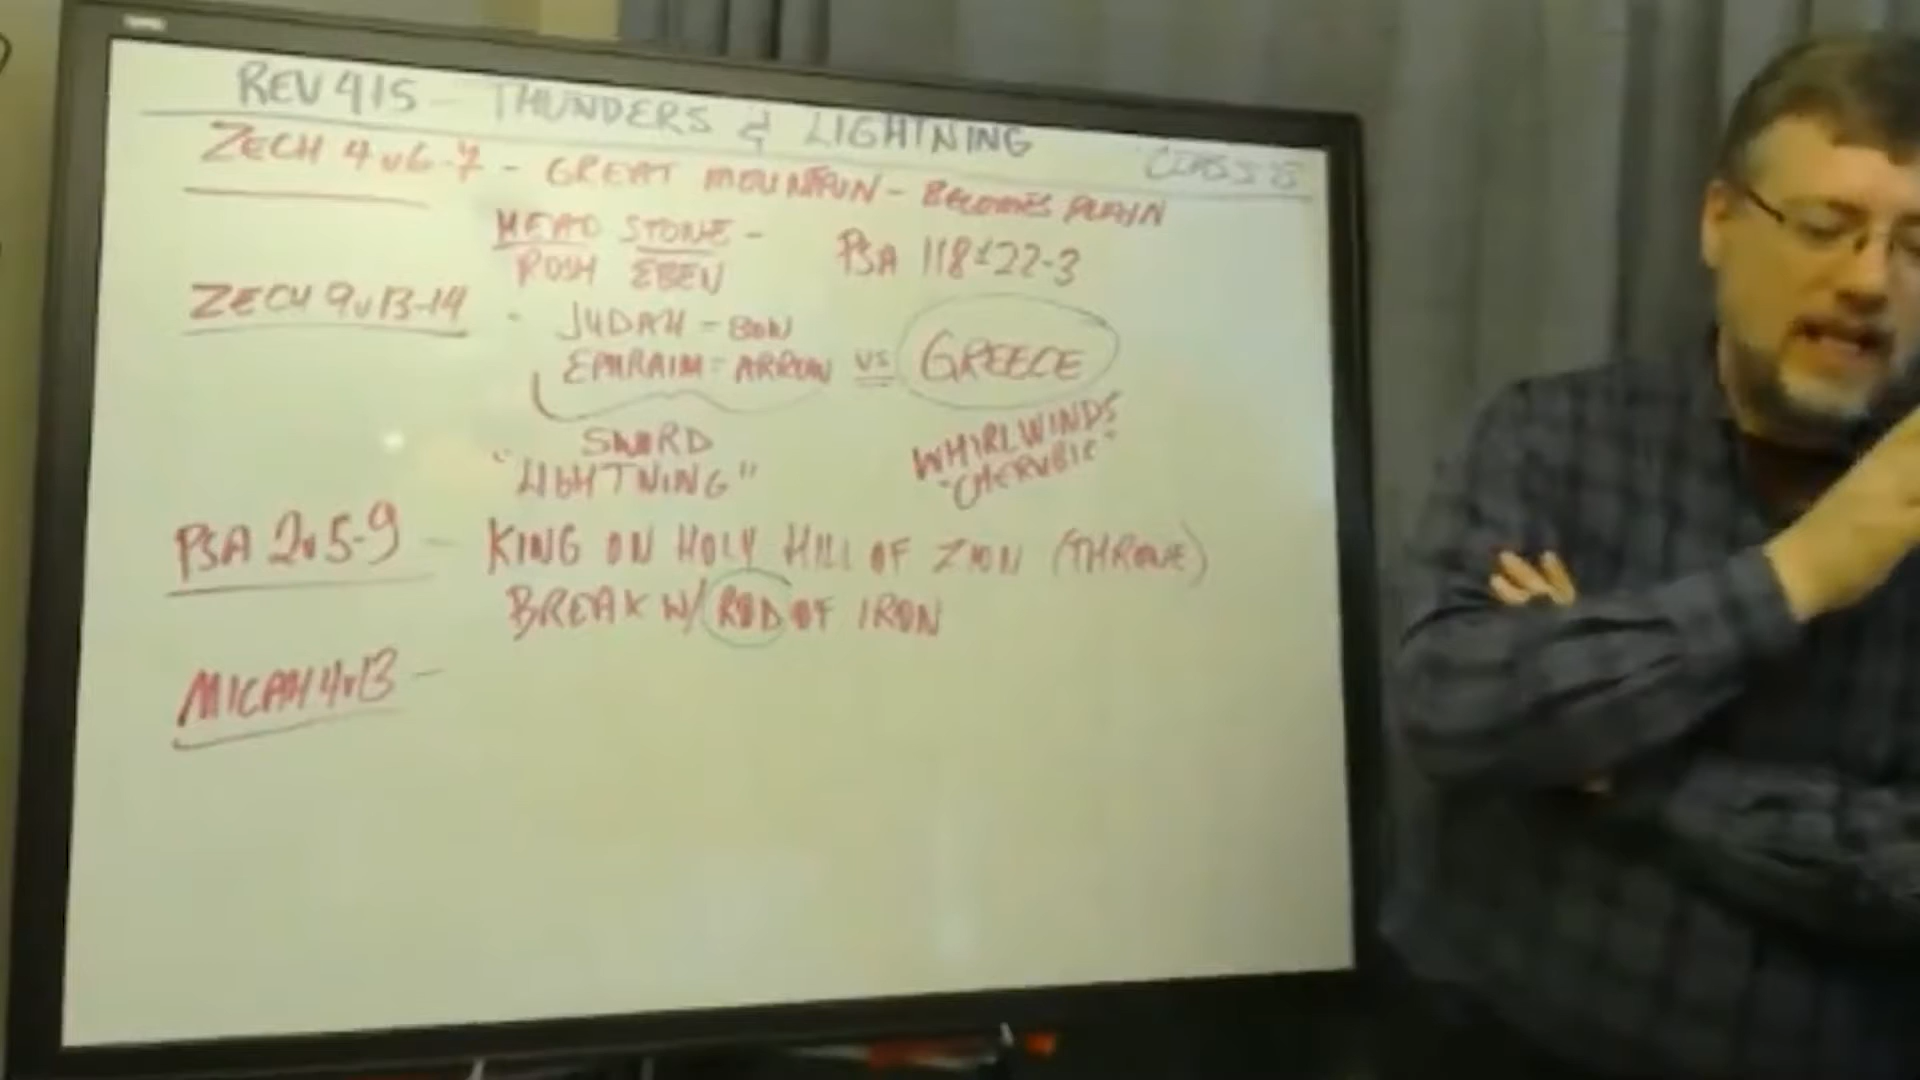 REV 4/5 - THUNDERS & LIGHTNING
CLASS 23
ZECH 4v6-7 - GREAT MOUNTAIN - BECOMES PLAIN
HEAD STONE - PSA 118:22-3
ROSH EBEN
ZECH 9v13-14 - JUDAH - BOW
EPHRAIM = ARROW VS GREECE
SWORD
"LIGHTNING"
WHIRLWINDS
"CHERUBIC"
PSA 2v5-9 - KING ON HOLY HILL OF ZION (THRONE)
BREAK W/ ROD OF IRON
MICAH 4v13 -